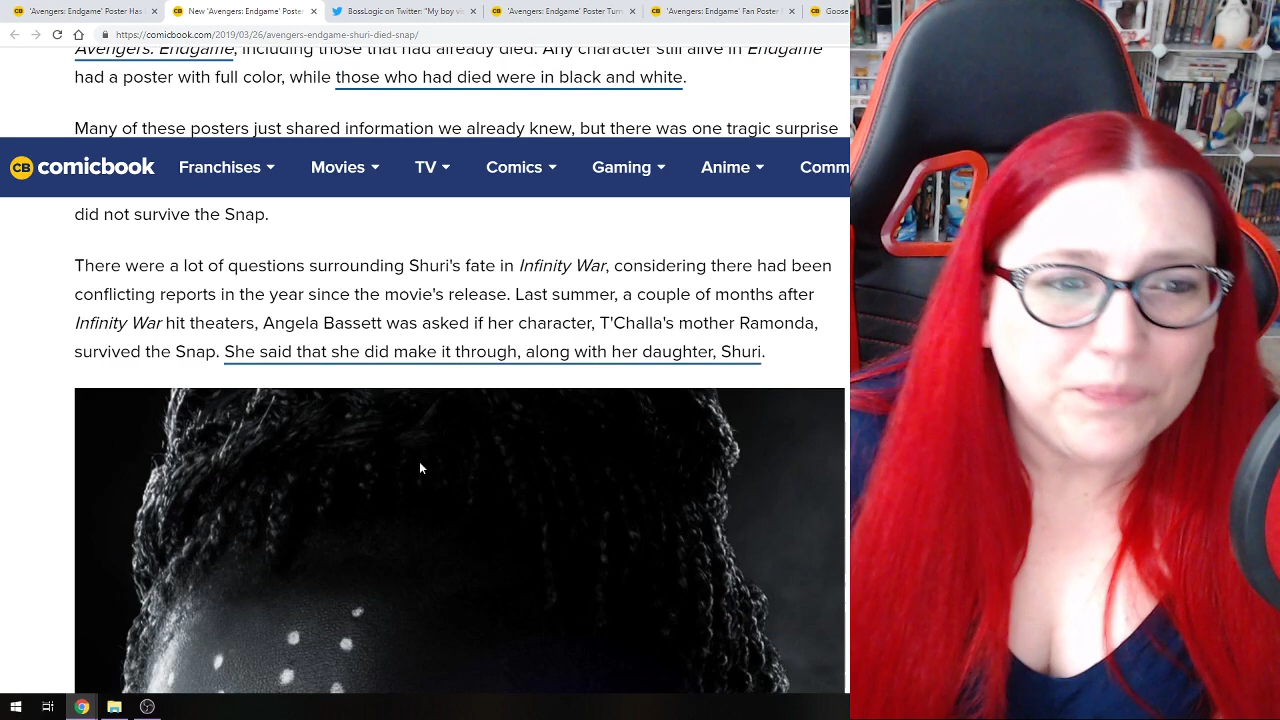 'Avengers: Endgame' Poster Has
New 'Avengers: Endgame' Poste
BossLogic on Twitter: "My boy vi
'Avengers: Endgame' Poster Turn
'Avengers: Endgame' Fan Poster
Goose
https://comicbook.com/2019/03/26/avengers-endgame-shuri-died-snap/
Avengers: Endgame, including those that had already died. Any character still alive in Endgame
had a poster with full color, while those who had died were in black and white.
Many of these posters just shared information we already knew, but there was one tragic surprise
CB comicbook Franchises Movies TV Comics Gaming Anime Comm
did not survive the Snap.
There were a lot of questions surrounding Shuri's fate in Infinity War, considering there had been
conflicting reports in the year since the movie's release. Last summer, a couple of months after
Infinity War hit theaters, Angela Bassett was asked if her character, T'Challa's mother Ramonda,
survived the Snap. She said that she did make it through, along with her daughter, Shuri.